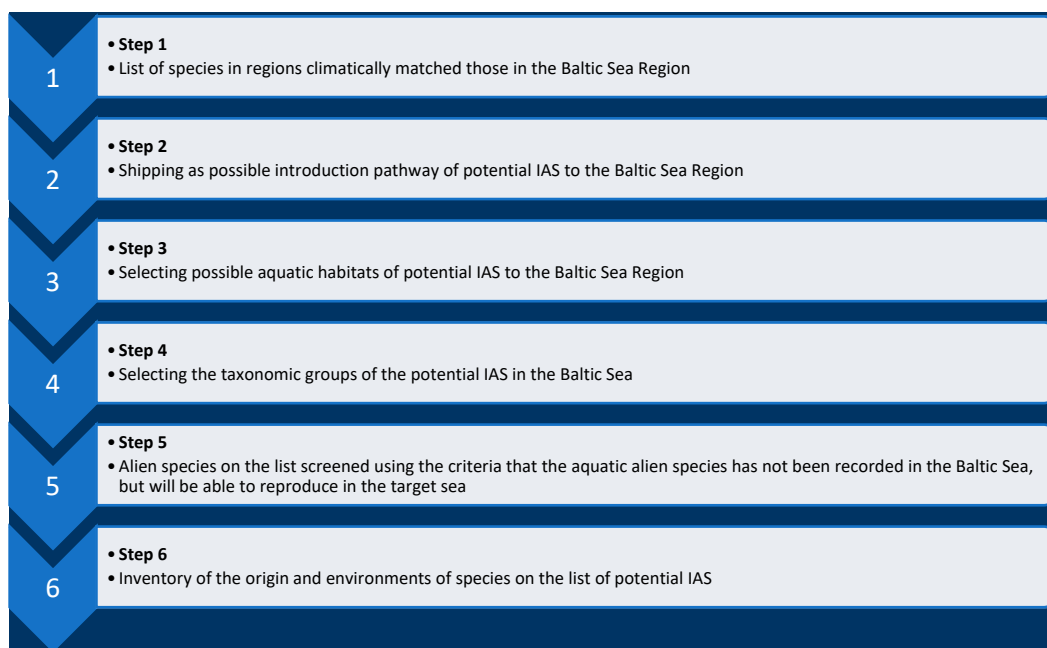 1
• Step 1
• List of species in regions climatically matched those in the Baltic Sea Region
2
• Step 2
• Shipping as possible introduction pathway of potential IAS to the Baltic Sea Region
3
• Step 3
• Selecting possible aquatic habitats of potential IAS to the Baltic Sea Region
4
• Step 4
• Selecting the taxonomic groups of the potential IAS in the Baltic Sea
5
• Step 5
• Alien species on the list screened using the criteria that the aquatic alien species has not been recorded in the Baltic Sea,
but will be able to reproduce in the target sea
6
• Step 6
• Inventory of the origin and environments of species on the list of potential IAS